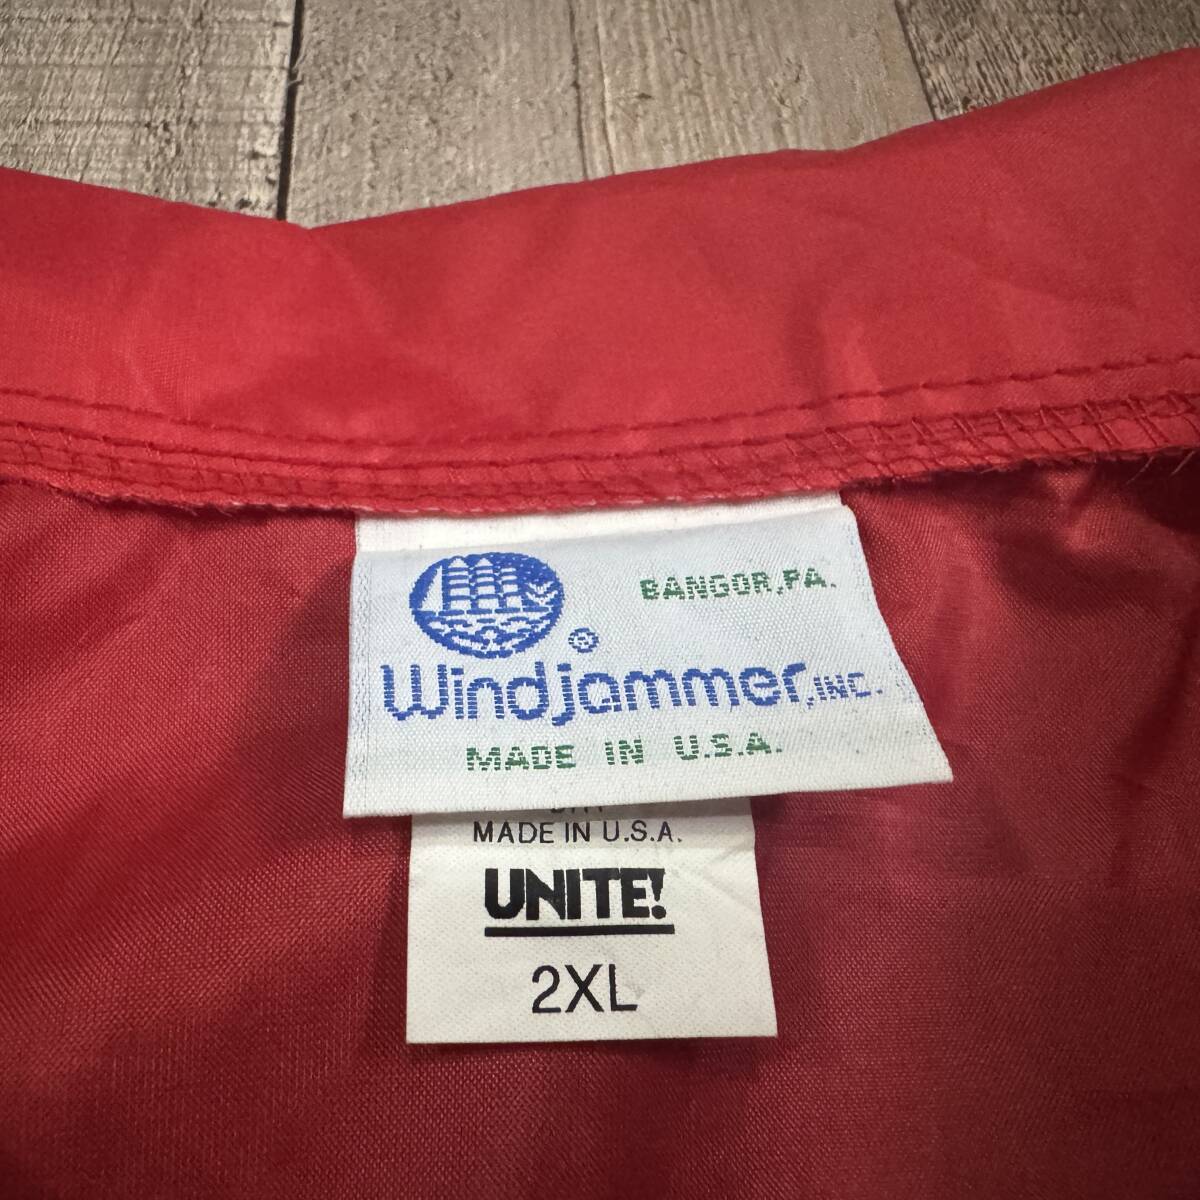 BANGOR, PA.
®
Windjammer, INC.
MADE IN U.S.A.
MADE IN U.S.A.
UNITE!
2XL